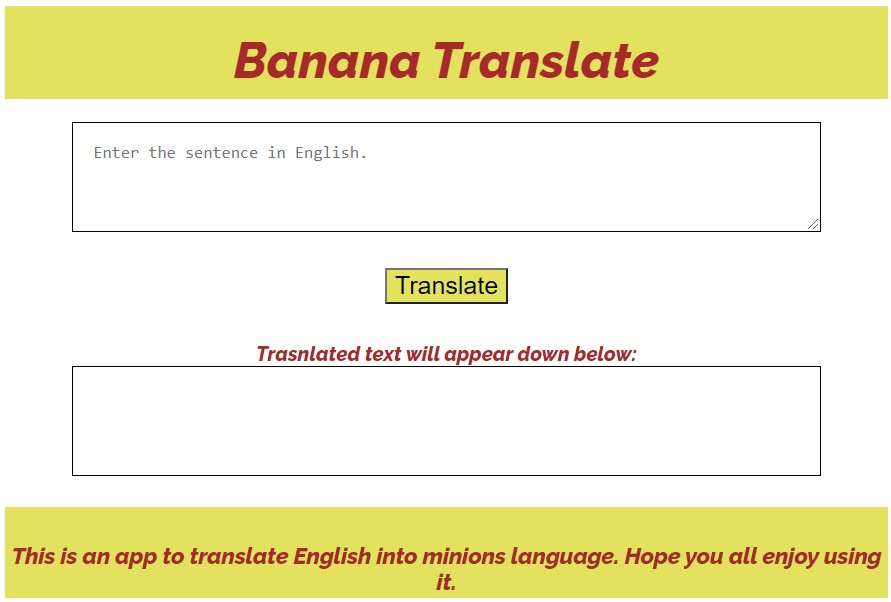 Banana Translate
Enter the sentence in English.
Translate
Trasnlated text will appear down below:
This is an app to translate English into minions language. Hope you all enjoy using
it.